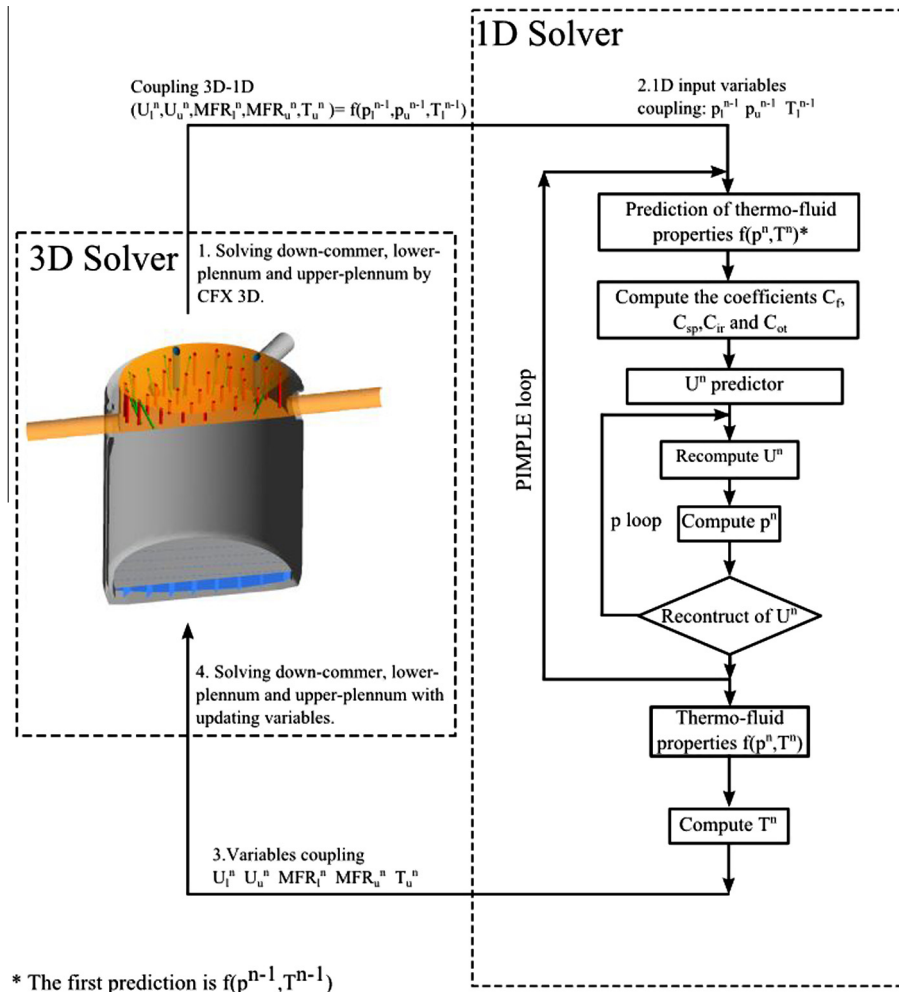 1D Solver
Coupling 3D-1D
(U_l^n,U_u^n,MFR_l^n,MFR_u^n,T_u^n )= f(p_l^{n-1},p_u^{n-1},T_l^{n-1})
2.1D input variables
coupling: p_l^{n-1} p_u^{n-1} T_l^{n-1}
3D Solver
1. Solving down-commer, lower-
plennum and upper-plennum by
CFX 3D.
Prediction of thermo-fluid
properties f(p^n,T^n)*
Compute the coefficients C_f,
C_sp,C_ir and C_ot
U^n predictor
PIMPLE loop
Recompute U^n
p loop
Compute p^n
Recontruct of U^n
4. Solving down-commer, lower-
plennum and upper-plennum with
updating variables.
Thermo-fluid
properties f(p^n,T^n)
Compute T^n
3.Variables coupling
U_l^n U_u^n MFR_l^n MFR_u^n T_u^n
* The first prediction is f(p^{n-1},T^{n-1})